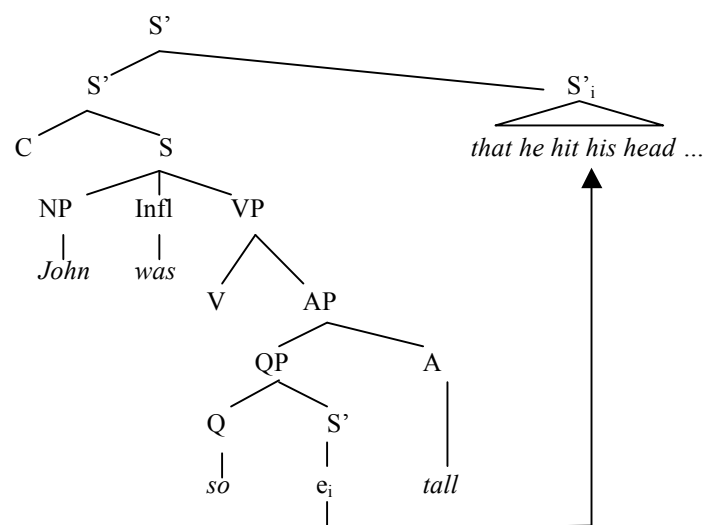 S’
S’ S’i
C S that he hit his head ...
NP Infl VP
John was
V AP
QP A
Q S’
so ei tall